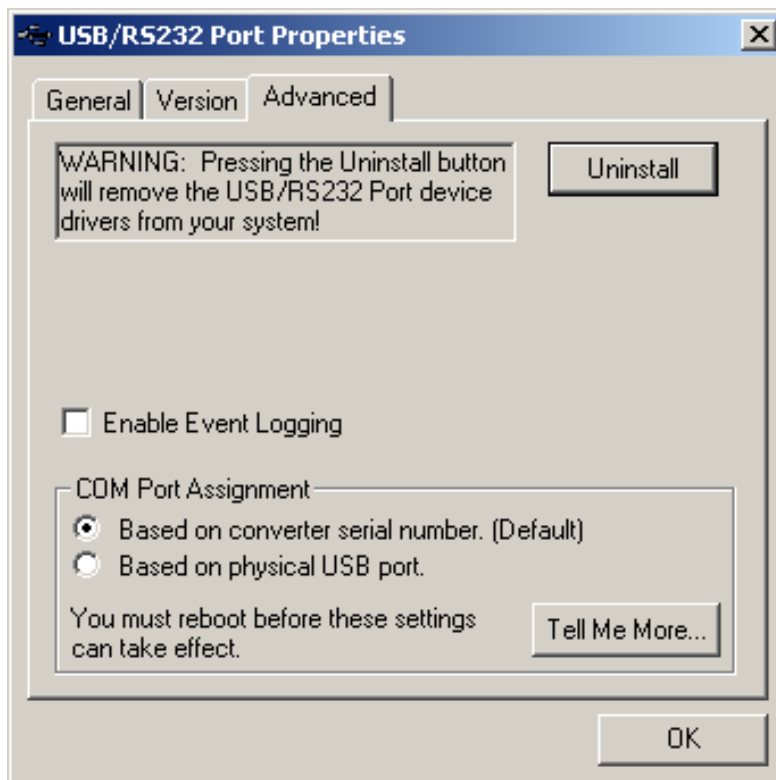 USB/RS232 Port Properties
General Version Advanced
WARNING: Pressing the Uninstall button
will remove the USB/RS232 Port device
drivers from your system!
Uninstall
Enable Event Logging
COM Port Assignment
Based on converter serial number. (Default)
Based on physical USB port.
You must reboot before these settings
can take effect.
Tell Me More...
OK